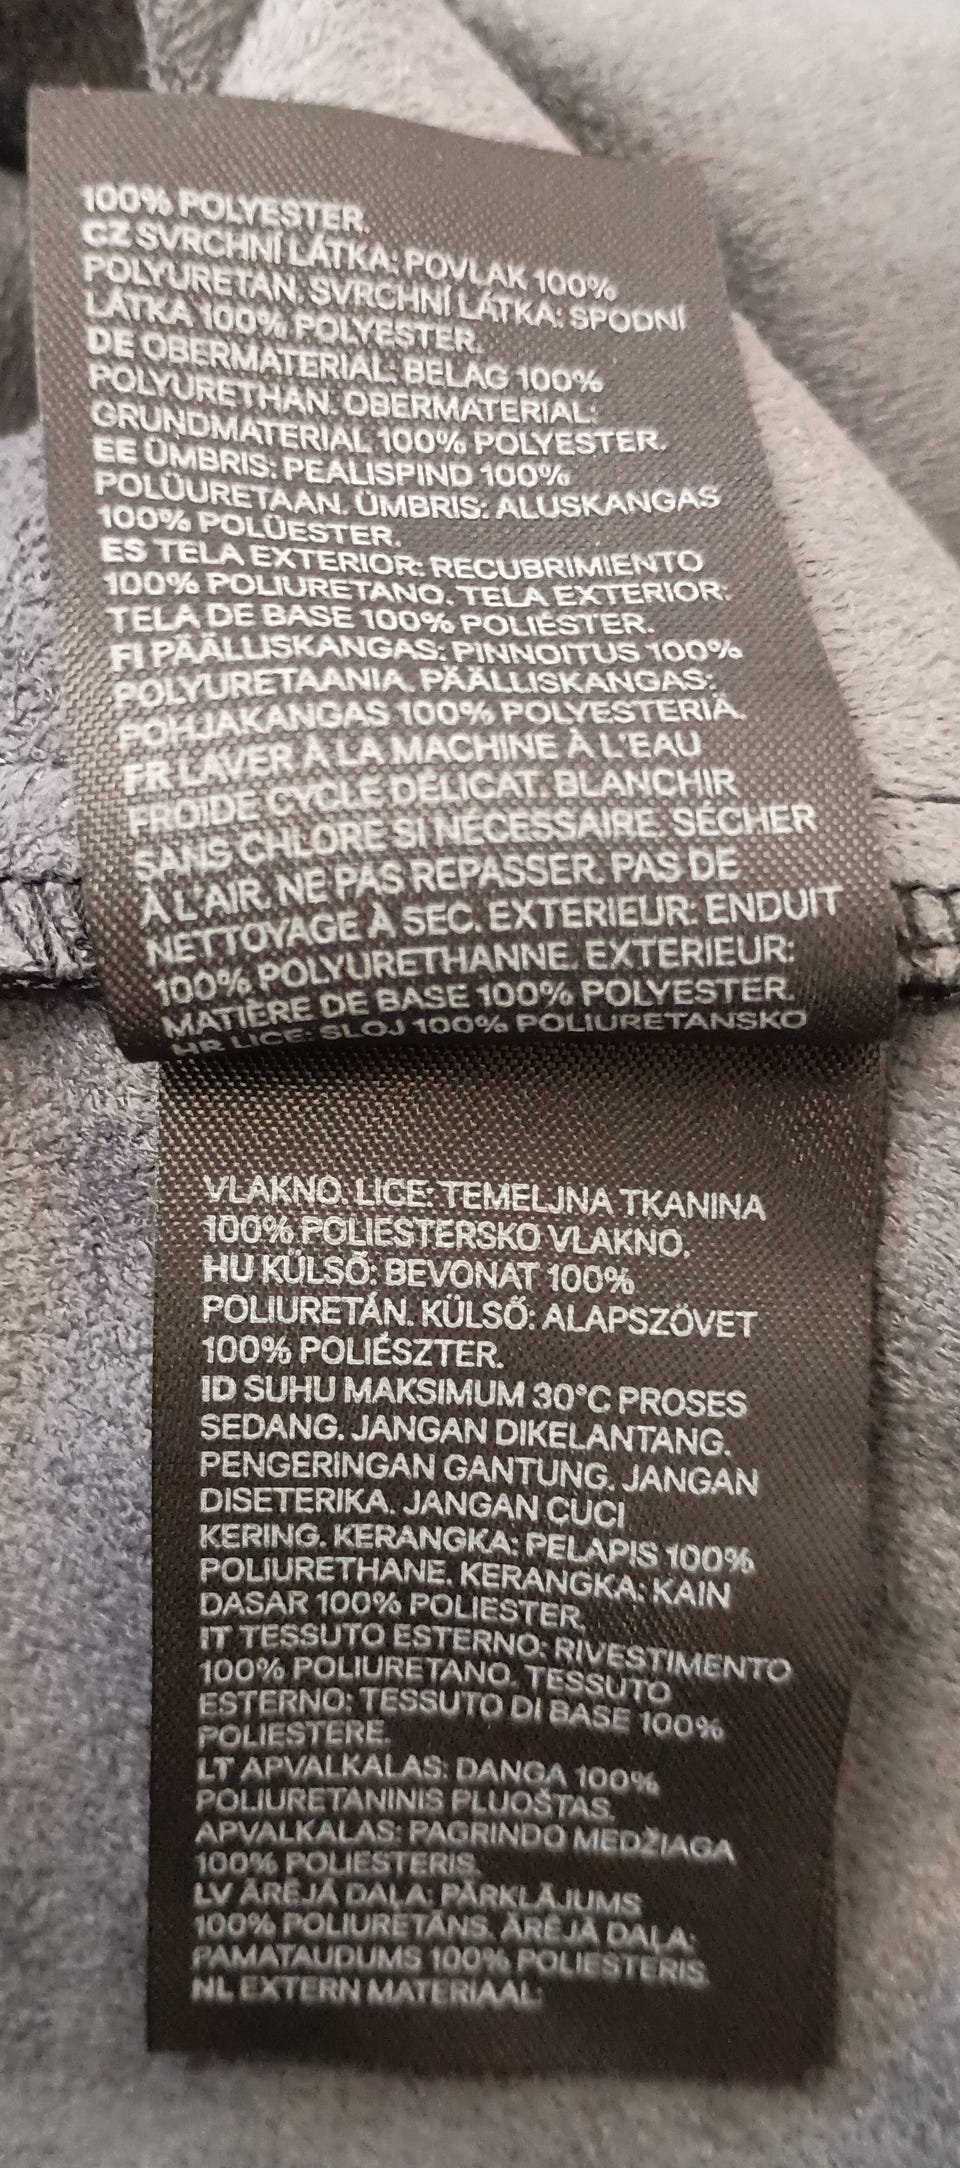 100% POLYESTER.
CZ SVRCHNÍ LÁTKA: POVLAK 100%
POLYURETAN. SVRCHNÍ LÁTKA: SPODNÍ
LÁTKA 100% POLYESTER.
DE OBERMATERIAL: BELAG 100%
POLYURETHAN. OBERMATERIAL:
GRUNDMATERIAL 100% POLYESTER.
EE ÜMBRIS: PEALISPIND 100%
POLÜURETAAN. ÜMBRIS: ALUSKANGAS
100% POLÜESTER.
ES TELA EXTERIOR: RECUBRIMIENTO
100% POLIURETANO. TELA EXTERIOR:
TELA DE BASE 100% POLIÉSTER.
FI PÄÄLLISKANGAS: PINNOITUS 100%
POLYURETAANIA. PÄÄLLISKANGAS:
POHJAKANGAS 100% POLYESTERIÄ.
FR LAVER À LA MACHINE À L'EAU
FROIDE CYCLE DÉLICAT. BLANCHIR
SANS CHLORE SI NÉCESSAIRE. SÉCHER
À L'AIR. NE PAS REPASSER. PAS DE
NETTOYAGE À SEC. EXTERIEUR: ENDUIT
100% POLYURETHANNE. EXTERIEUR:
MATIÈRE DE BASE 100% POLYESTER.
HR LICE: SLOJ 100% POLIURETANSKO
VLAKNO. LICE: TEMELJNA TKANINA
100% POLIESTERSKO VLAKNO.
HU KÜLSŐ: BEVONAT 100%
POLIURETÁN. KÜLSŐ: ALAPSZÖVET
100% POLIÉSZTER.
ID SUHU MAKSIMUM 30°C PROSES
SEDANG. JANGAN DIKELANTANG.
PENGERINGAN GANTUNG. JANGAN
DISETERIKA. JANGAN CUCI
KERING. KERANGKA: PELAPIS 100%
POLIURETHANE. KERANGKA: KAIN
DASAR 100% POLIESTER.
IT TESSUTO ESTERNO: RIVESTIMENTO
100% POLIURETANO. TESSUTO
ESTERNO: TESSUTO DI BASE 100%
POLIESTERE.
LT APVALKALAS: DANGA 100%
POLIURETANINIS PLUOŠTAS.
APVALKALAS: PAGRINDO MEDŽIAGA
100% POLIESTERIS.
LV ĀRĒJĀ DAĻA: PĀRKLĀJUMS
100% POLIURETĀNS. ĀRĒJĀ DAĻA:
PAMATAUDUMS 100% POLIESTERIS.
NL EXTERN MATERIAAL: